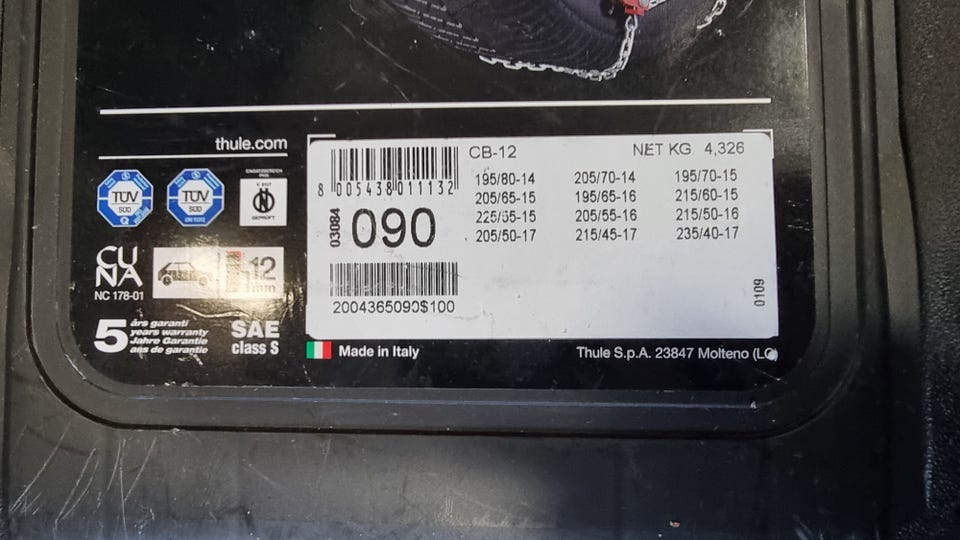 thule.com
TÜV
SÜD
TÜV
SÜD
EINSATZBEREICH
V 5117
GEPRÜFT
CU
NA
NC 178-01
12
mm
5
års garanti
years warranty
Jahre Garantie
ans de garantie
SAE
class S
CB-12
NET KG 4,326
8 005438 011132
03084
090
195/80-14 205/70-14 195/70-15
205/65-15 195/65-16 215/60-15
225/55-15 205/55-16 215/50-16
205/50-17 215/45-17 235/40-17
2004365090$100
0109
Made in Italy
Thule S.p.A. 23847 Molteno (LC)